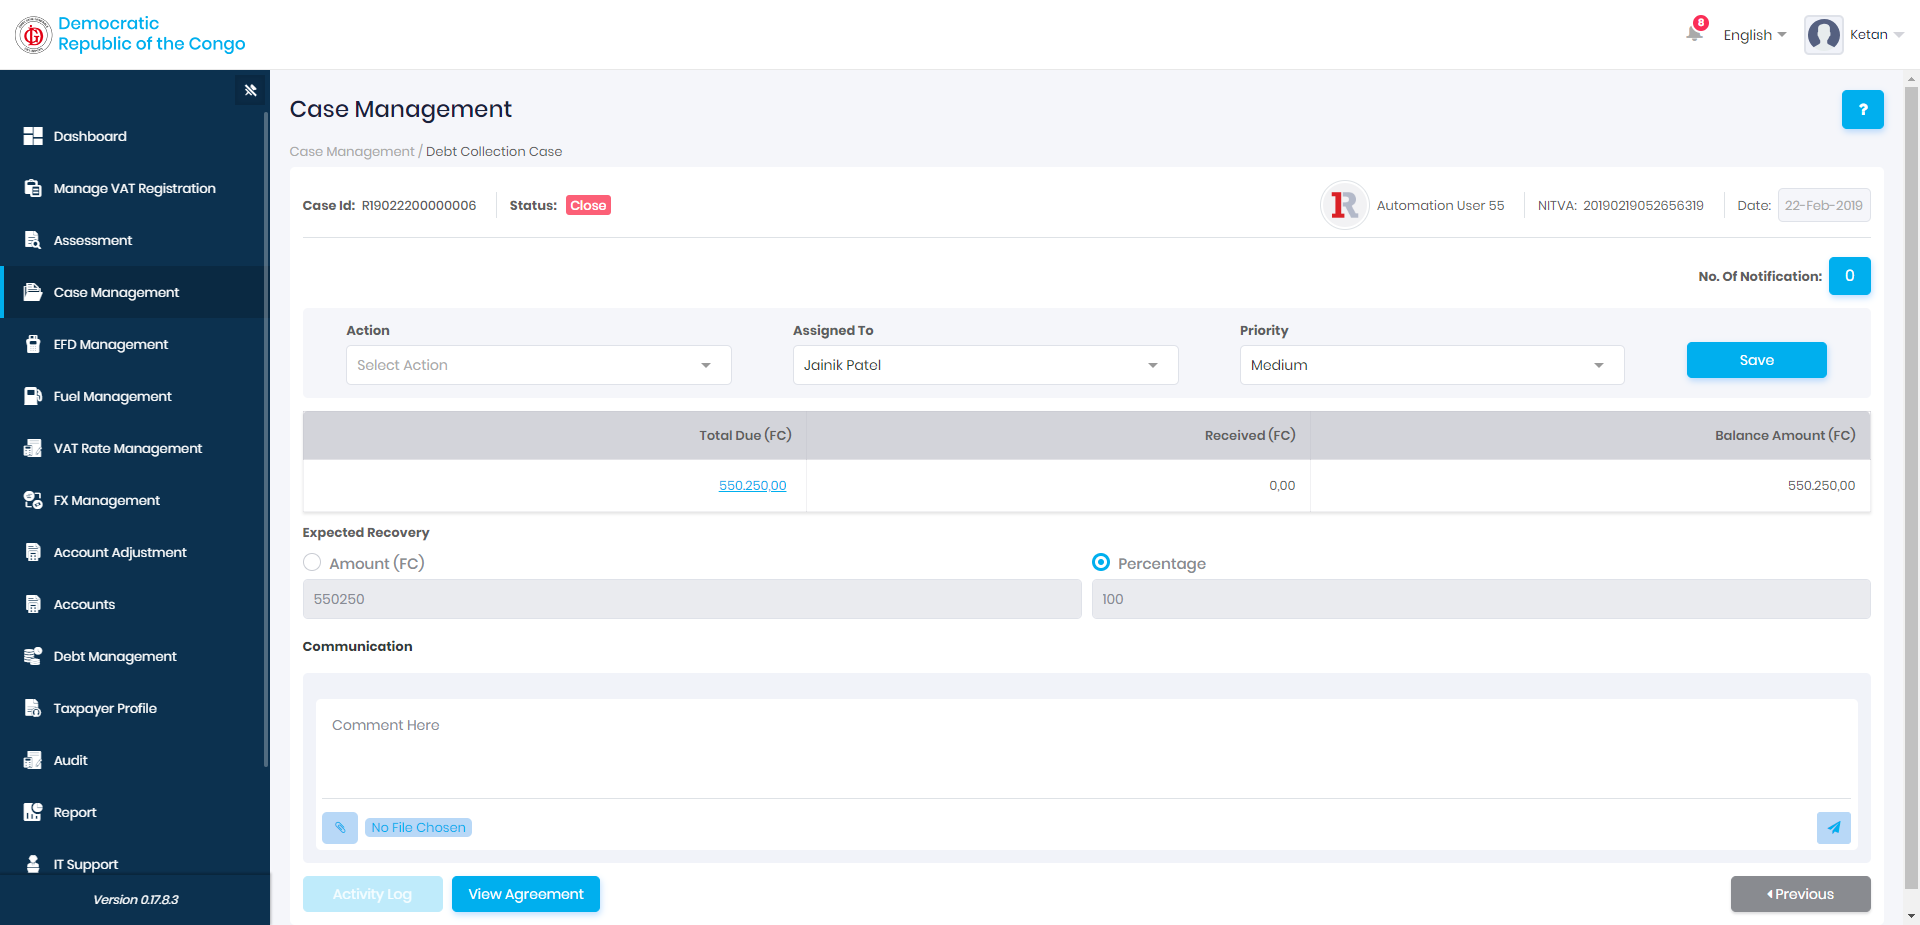 Democratic
Republic of the Congo
8
English
Ketan
Dashboard
Manage VAT Registration
Assessment
Case Management
EFD Management
Fuel Management
VAT Rate Management
FX Management
Account Adjustment
Accounts
Debt Management
Taxpayer Profile
Audit
Report
IT Support
Version 0.17.8.3
Case Management
?
Case Management / Debt Collection Case
Case Id: R19022200000006 Status: Close
1R Automation User 55 NITVA: 20190219052656319 Date: 22-Feb-2019
No. Of Notification: 0
Action Assigned To Priority
Select Action Jainik Patel Medium Save
Total Due (FC) Received (FC) Balance Amount (FC)
550.250,00 0,00 550.250,00
Expected Recovery
Amount (FC) Percentage
550250 100
Communication
Comment Here
No File Chosen
Activity Log View Agreement Previous